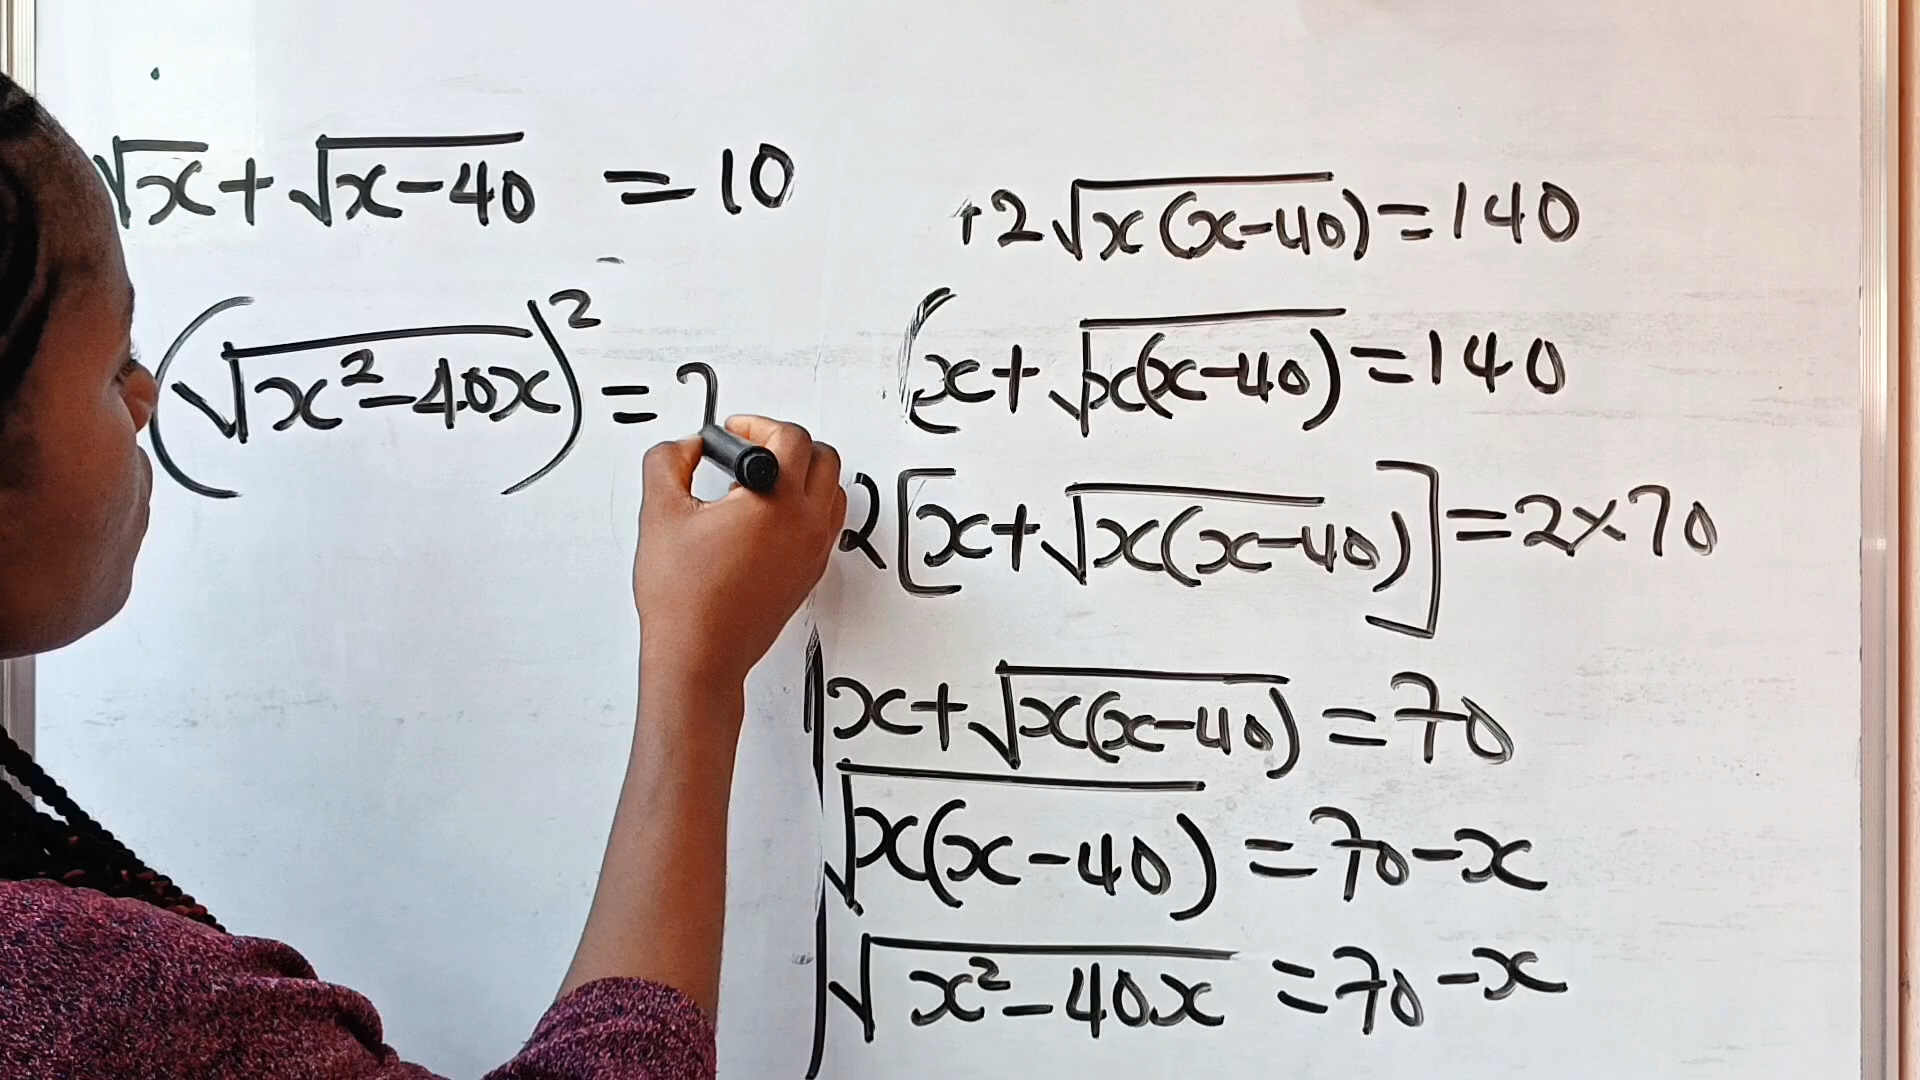 √x + √x-40 = 10
(√x²-40x)² = 7
+2√x(x-40) = 140
(x+√x(x-40) = 140
2[x+√x(x-40)] = 2×70
x+√x(x-40) = 70
√x(x-40) = 70-x
√x²-40x = 70-x